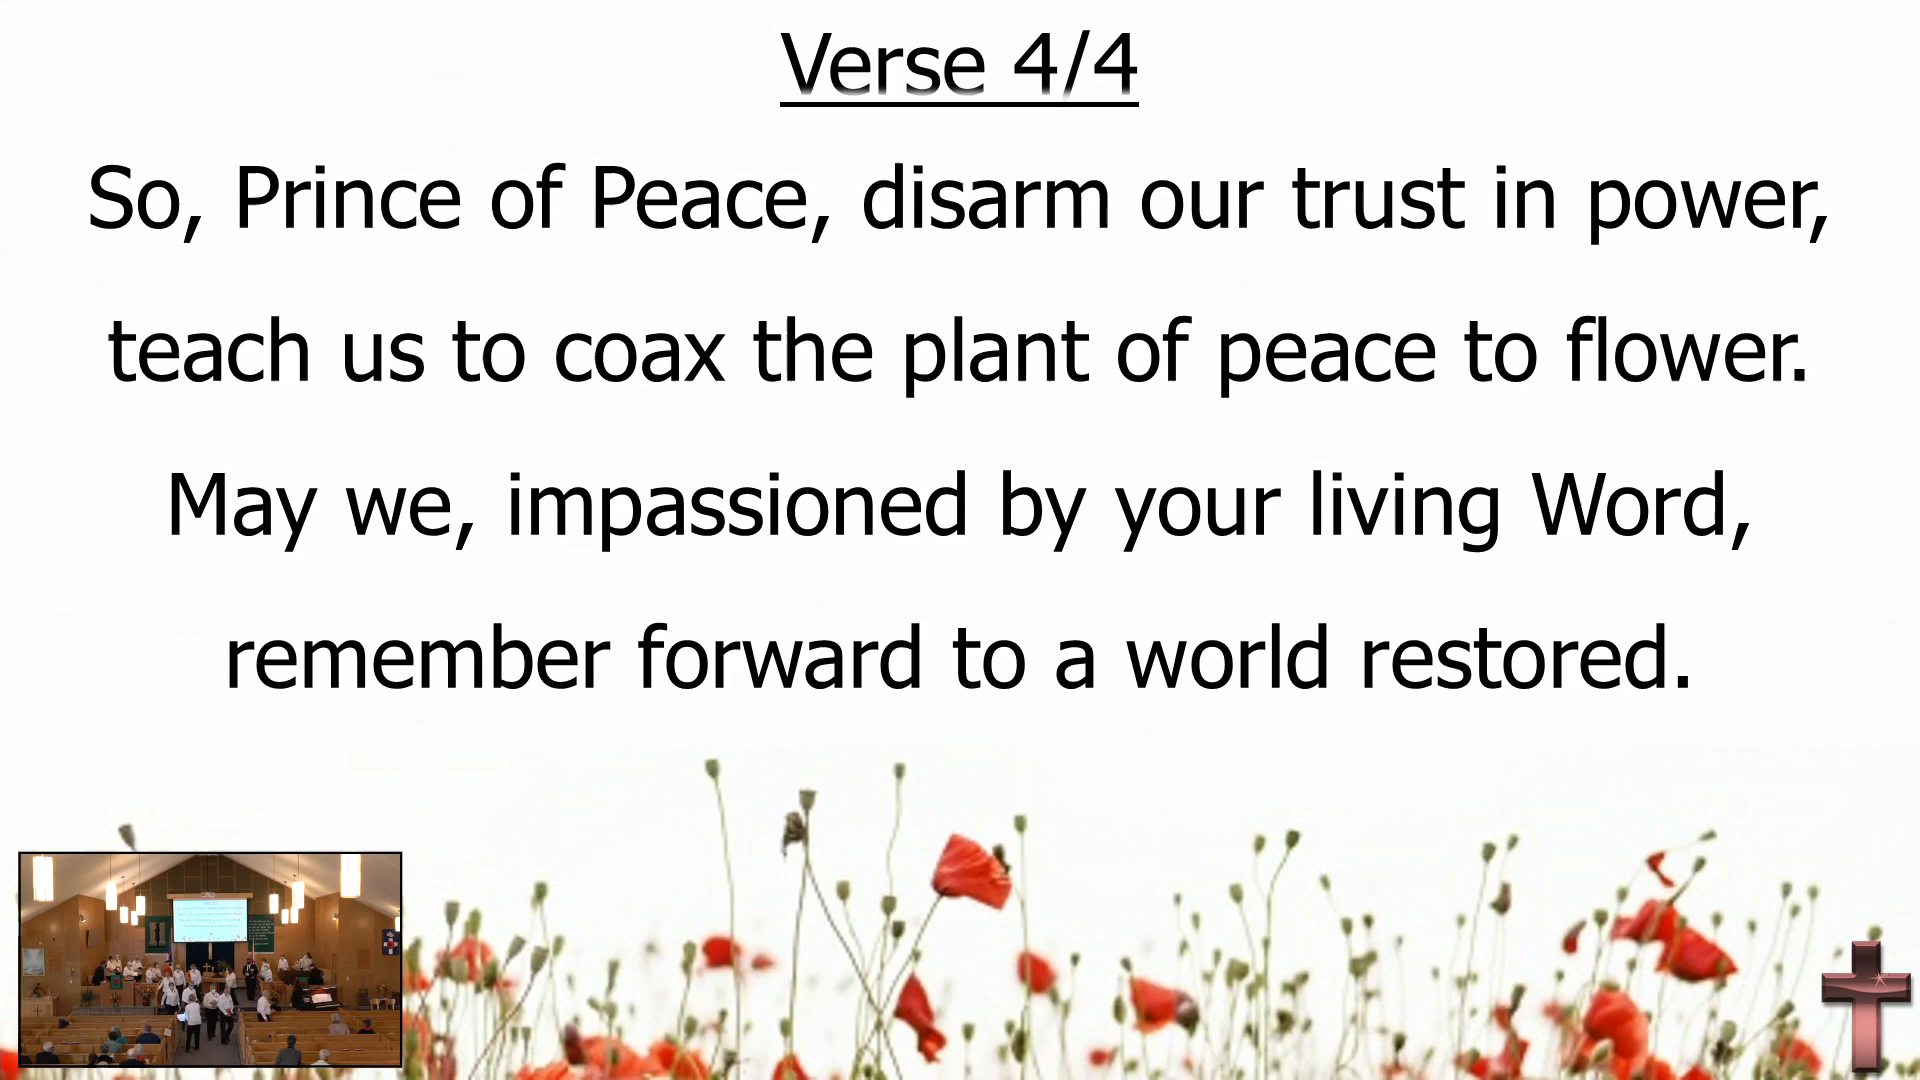 Verse 4/4
So, Prince of Peace, disarm our trust in power,
teach us to coax the plant of peace to flower.
May we, impassioned by your living Word,
remember forward to a world restored.